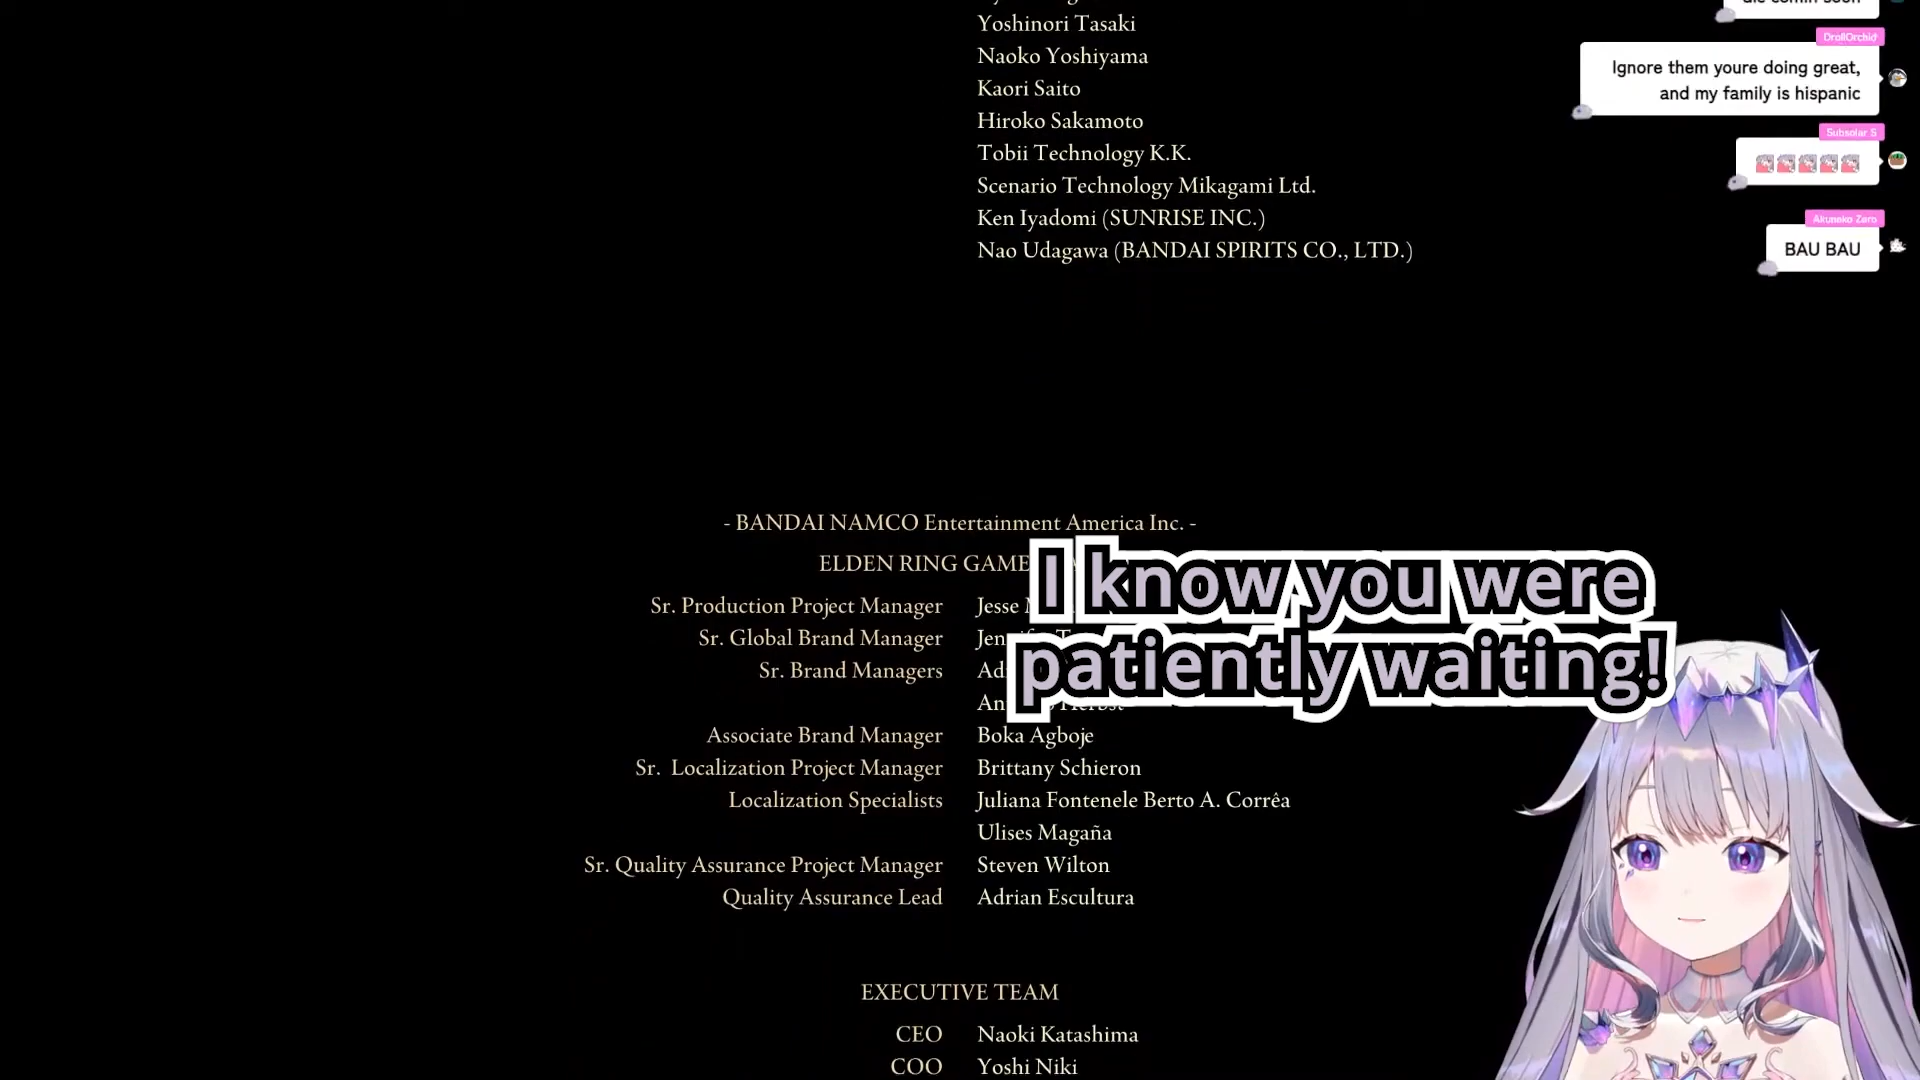 Yoshinori Tasaki
Naoko Yoshiyama
Kaori Saito
Hiroko Sakamoto
Tobii Technology K.K.
Scenario Technology Mikagami Ltd.
Ken Iyadomi (SUNRISE INC.)
Nao Udagawa (BANDAI SPIRITS CO., LTD.)
- BANDAI NAMCO Entertainment America Inc. -
ELDEN RING GAME
Sr. Production Project Manager Jesse
Sr. Global Brand Manager
Sr. Brand Managers
Associate Brand Manager Boka Agboje
Sr. Localization Project Manager Brittany Schieron
Localization Specialists Juliana Fontenele Berto A. Corrêa
Ulises Magaña
Sr. Quality Assurance Project Manager Steven Wilton
Quality Assurance Lead Adrian Escultura
EXECUTIVE TEAM
CEO Naoki Katashima
COO Yoshi Niki
I know you were
patiently waiting!
DrollOrchid
Ignore them youre doing great,
and my family is hispanic
Subsolar S
Akuneko Zero
BAU BAU